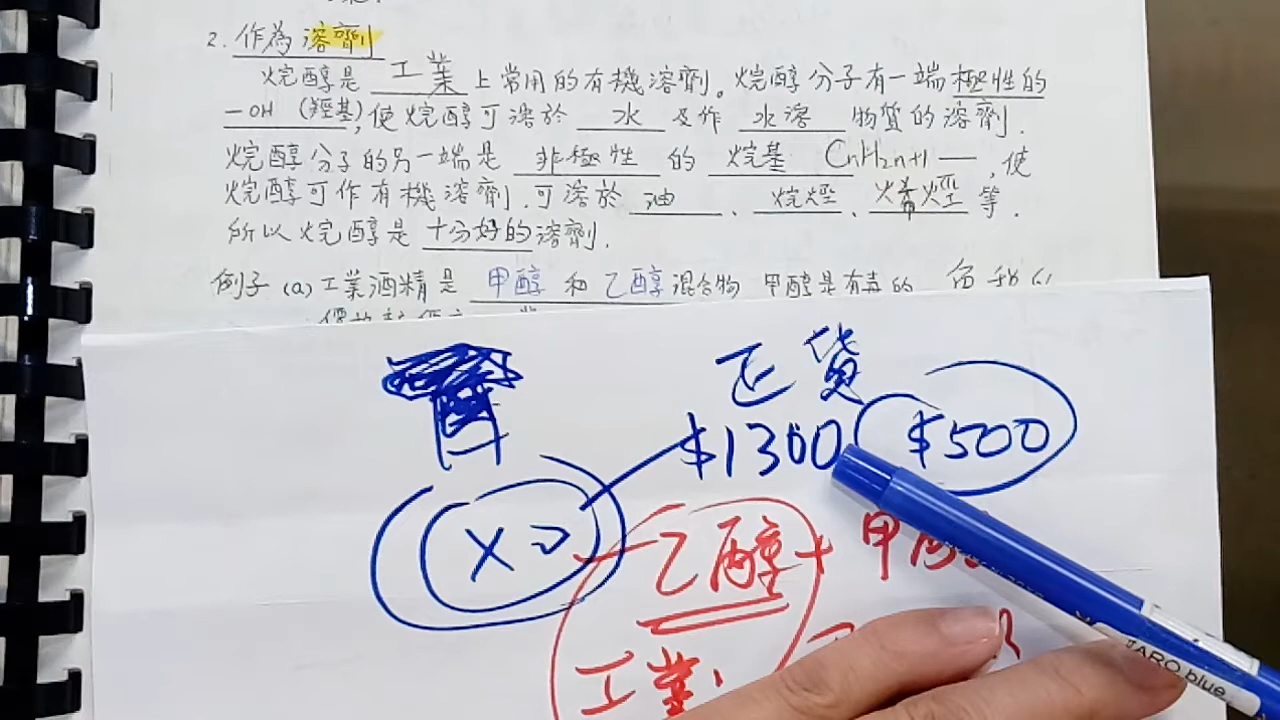 2. 作為溶劑
烷醇是 工業 上常用的有機溶劑。烷醇分子有一端極性的
—OH (羥基),使烷醇可溶於 水 及作 水溶 物質的溶劑.
烷醇分子的另一端是 非極性 的 烷基 CnH2n+1—,使
烷醇可作有機溶劑.可溶於 油 、烷烴、烯烴 等.
所以烷醇是 十分好的溶劑.
例子 (a) 工業酒精是 甲醇 和 乙醇 混合物 甲醇是有毒的
正貨
$1300 $500
XO 乙醇 + 甲
工業
JARO blue